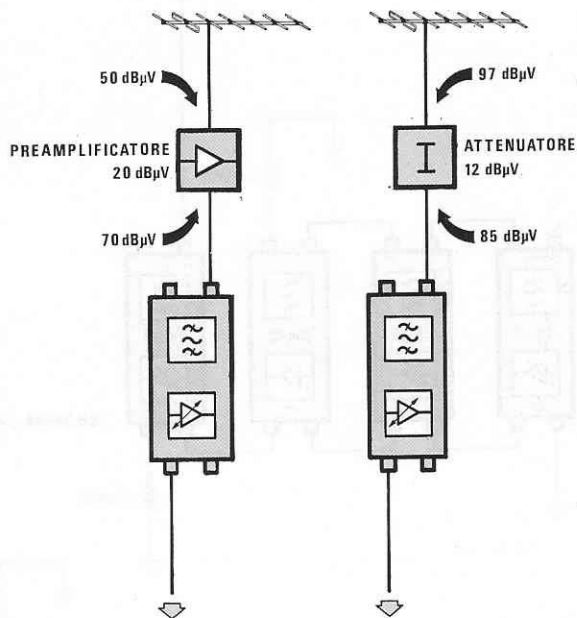 50 dBµV
PREAMPLIFICATORE
20 dBµV
70 dBµV
97 dBµV
ATTENUATORE
12 dBµV
85 dBµV